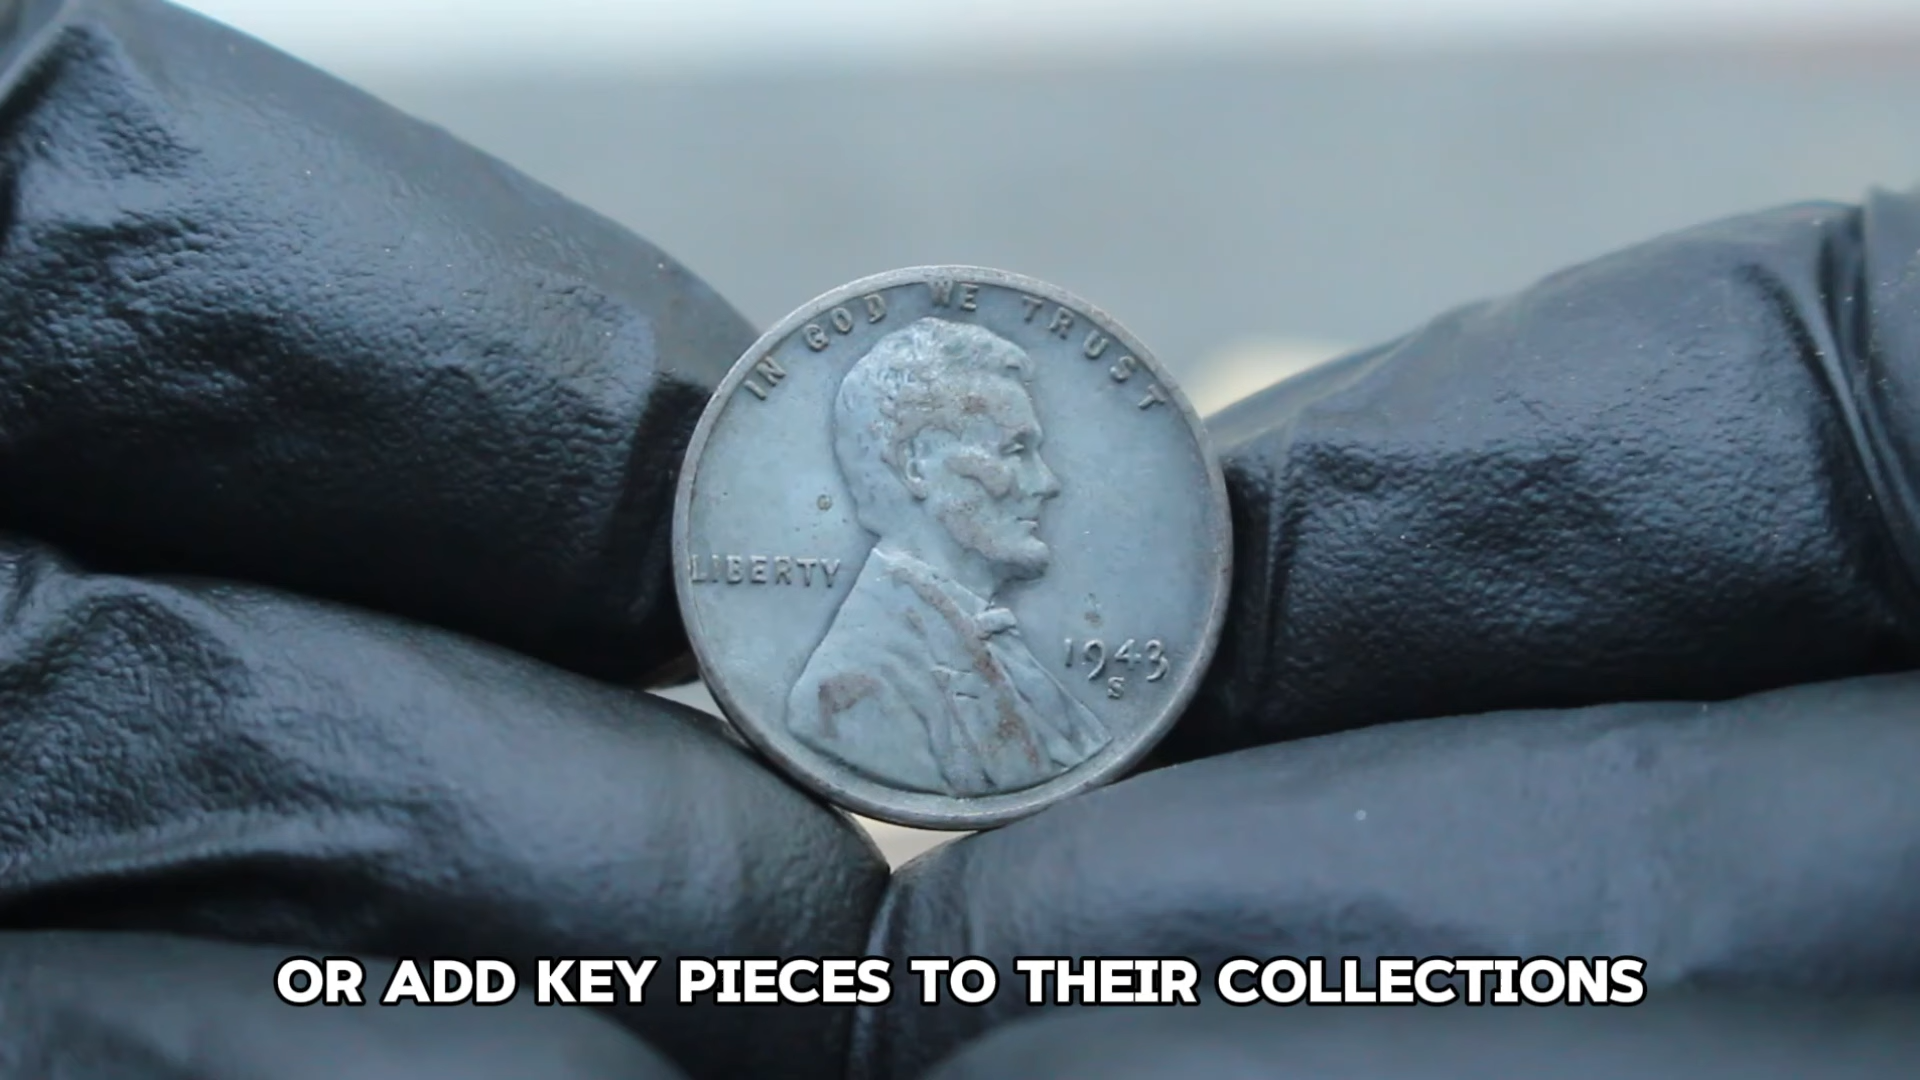 IN GOD WE TRUST
LIBERTY
1943
S
OR ADD KEY PIECES TO THEIR COLLECTIONS